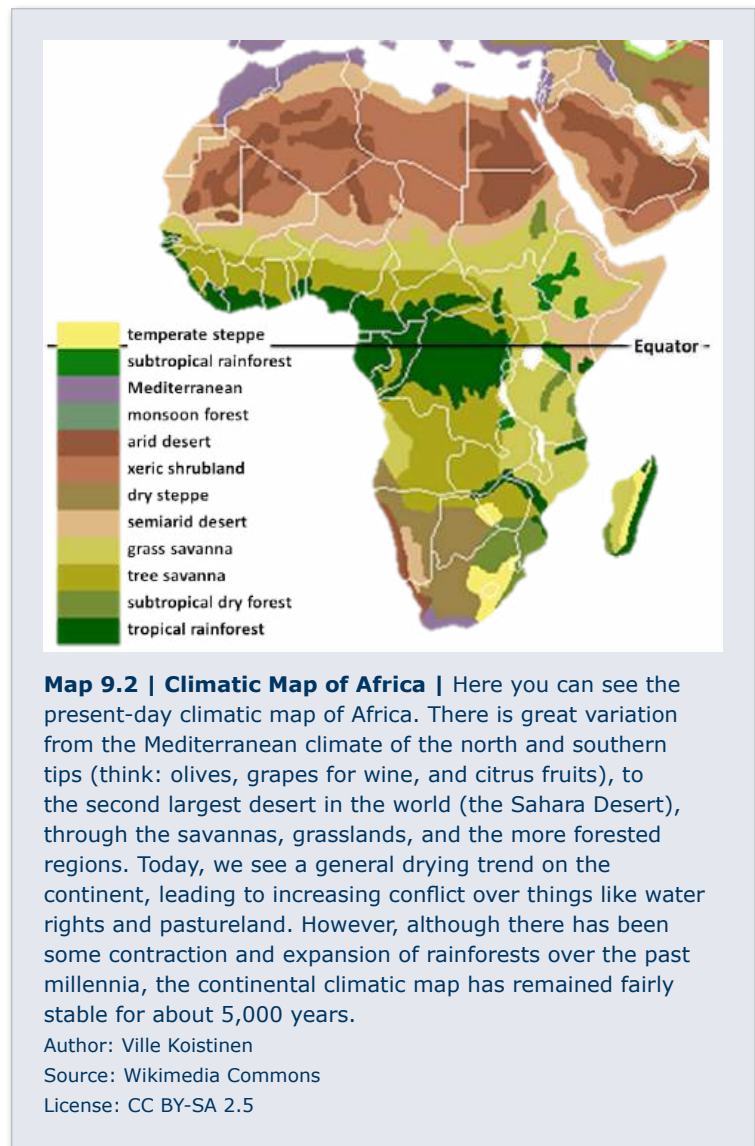 temperate steppe
subtropical rainforest
Equator
Mediterranean
monsoon forest
arid desert
xeric shrubland
dry steppe
semiarid desert
grass savanna
tree savanna
subtropical dry forest
tropical rainforest
Map 9.2 | Climatic Map of Africa | Here you can see the
present-day climatic map of Africa. There is great variation
from the Mediterranean climate of the north and southern
tips (think: olives, grapes for wine, and citrus fruits), to
the second largest desert in the world (the Sahara Desert),
through the savannas, grasslands, and the more forested
regions. Today, we see a general drying trend on the
continent, leading to increasing conflict over things like water
rights and pastureland. However, although there has been
some contraction and expansion of rainforests over the past
millennia, the continental climatic map has remained fairly
stable for about 5,000 years.
Author: Ville Koistinen
Source: Wikimedia Commons
License: CC BY-SA 2.5